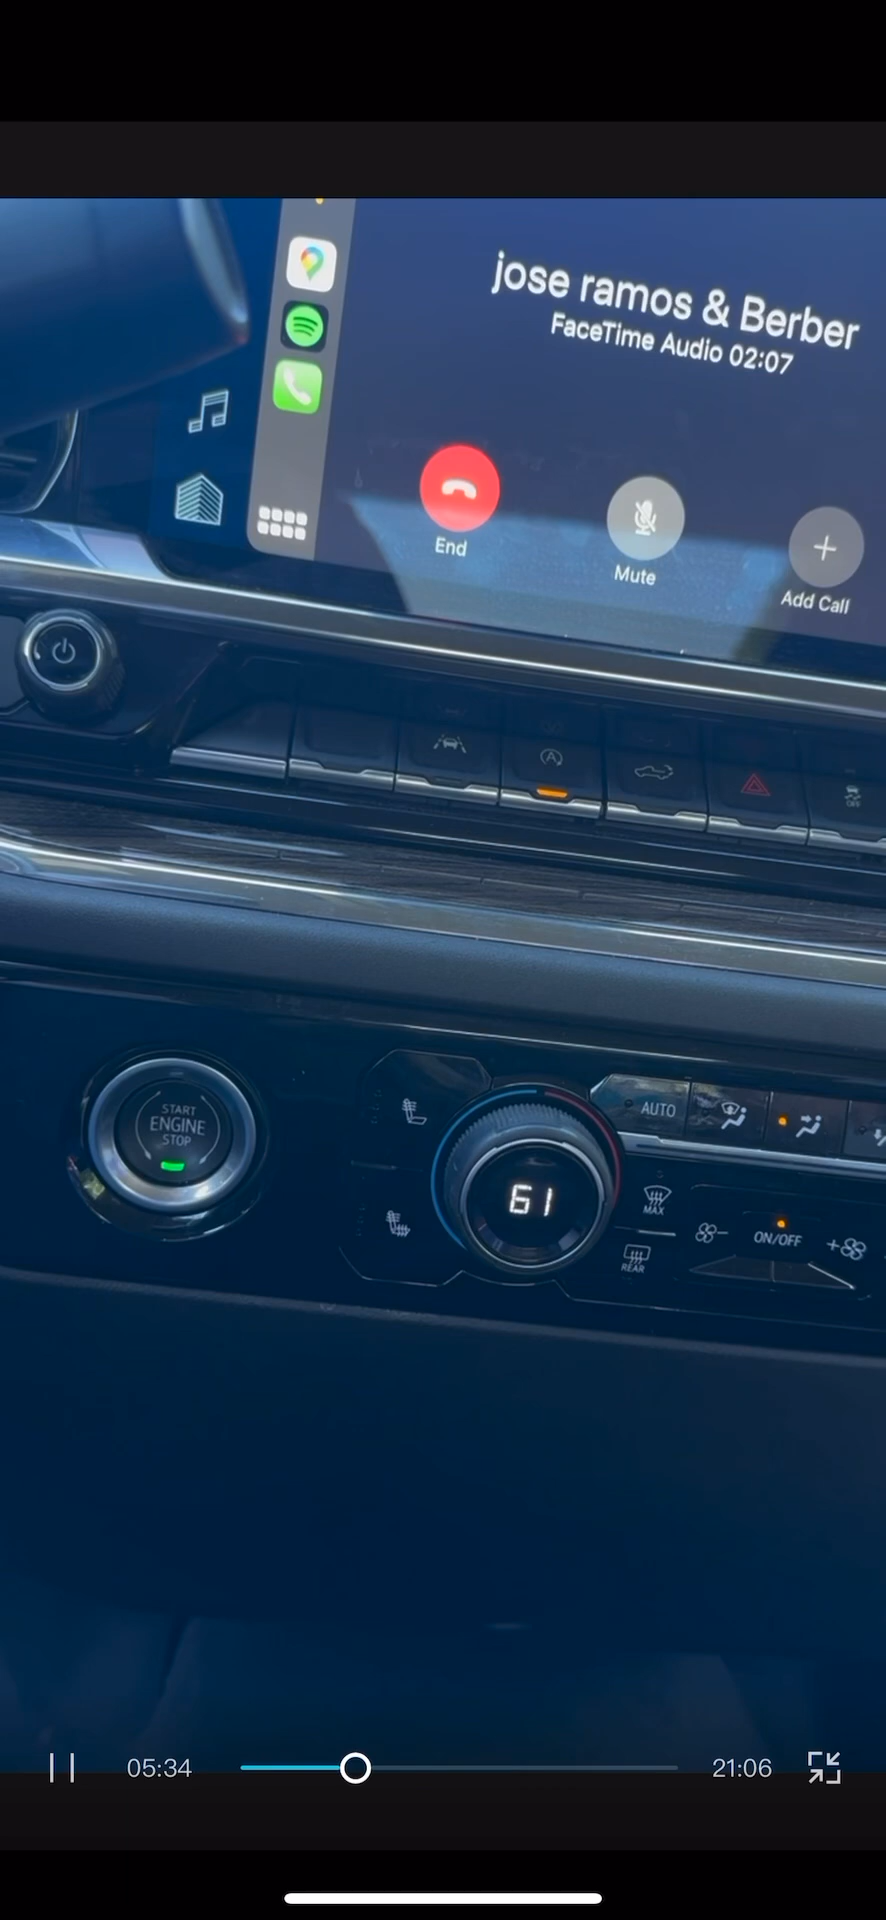 jose ramos & Berber
FaceTime Audio 02:07
End
Mute
Add Call
A
OFF
START
ENGINE
STOP
AUTO
61
MAX
ON/OFF
REAR
05:34
21:06